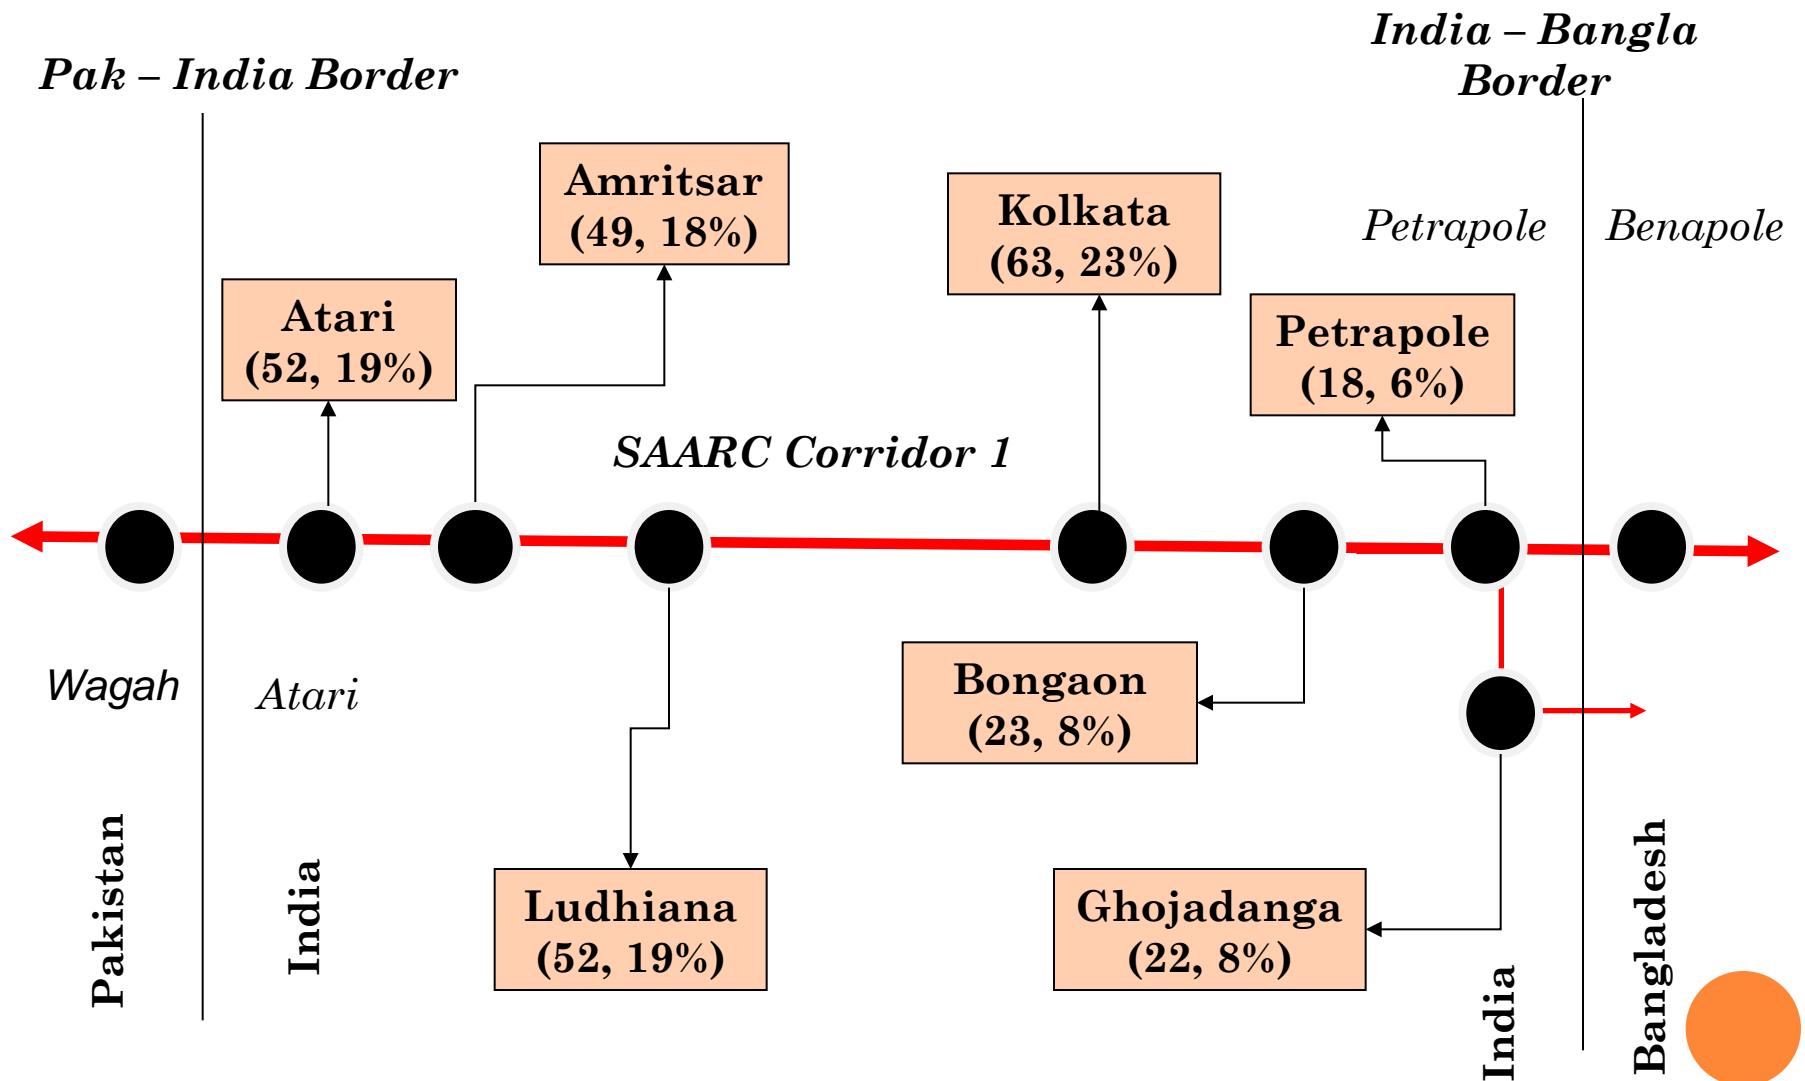 India – Bangla
Border
Pak – India Border
Amritsar
(49, 18%)
Kolkata
(63, 23%)
Petrapole
Benapole
Atari
(52, 19%)
Petrapole
(18, 6%)
SAARC Corridor 1
Wagah
Atari
Bongaon
(23, 8%)
Pakistan
India
Ludhiana
(52, 19%)
Ghojadanga
(22, 8%)
India
Bangladesh